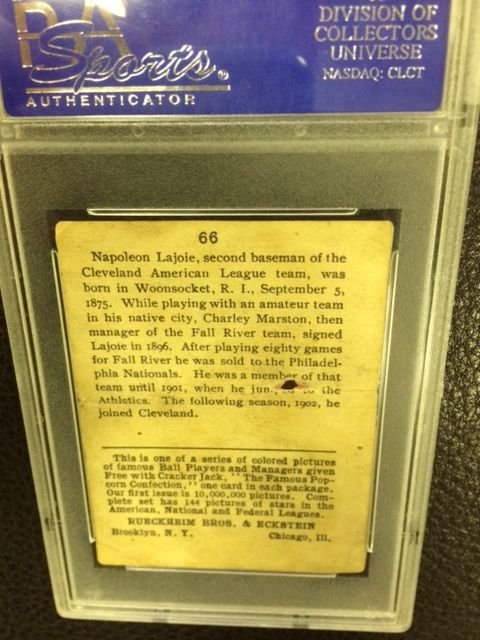 PSA
Sports.
AUTHENTICATOR
DIVISION OF
COLLECTORS
UNIVERSE
NASDAQ: CLCT
66
Napoleon Lajoie, second baseman of the
Cleveland American League team, was
born in Woonsocket, R. I., September 5,
1875. While playing with an amateur team
in his native city, Charley Marston, then
manager of the Fall River team, signed
Lajoie in 1896. After playing eighty games
for Fall River he was sold to the Philadel-
phia Nationals. He was a member of that
team until 1901, when he the
Athletics. The following season, 1902, he
joined Cleveland.
This is one of a series of colored pictures
of famous Ball Players and Managers given
Free with Cracker Jack, "The Famous Pop-
corn Confection," one card in each package.
Our first issue is 10,000,000 pictures. Com-
plete set has 144 pictures of stars in the
American, National and Federal Leagues.
RUECKHEIM BROS. & ECKSTEIN
Brooklyn, N. Y. Chicago, Ill.